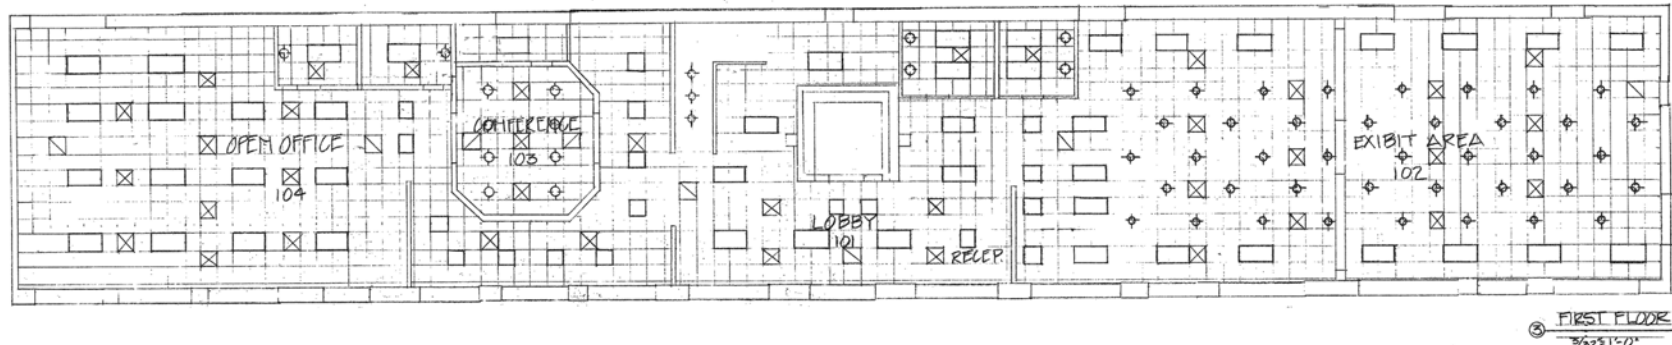 OPEN OFFICE
104
CONFERENCE
103
LOBBY
101
RECEP.
EXIBIT AREA
102
3 FIRST FLOOR